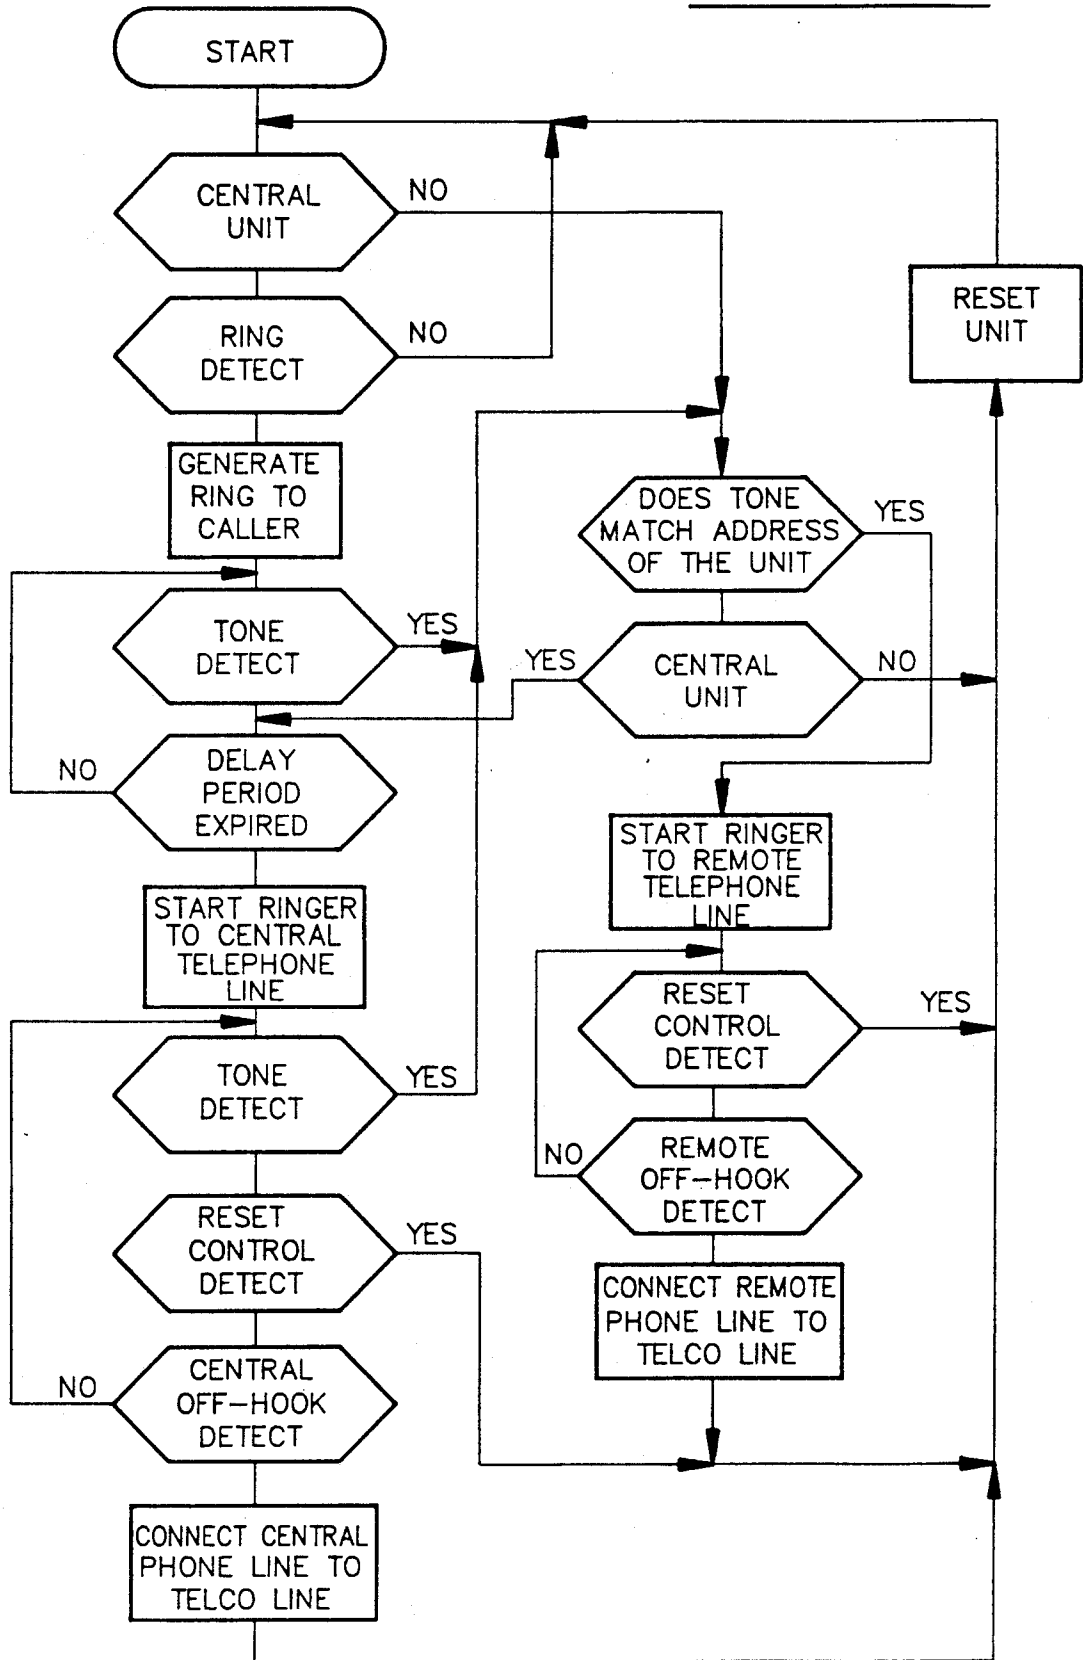 START
CENTRAL
UNIT
NO
RING
DETECT
NO
GENERATE
RING TO
CALLER
TONE
DETECT
YES
DELAY
PERIOD
EXPIRED
NO
START RINGER
TO CENTRAL
TELEPHONE
LINE
TONE
DETECT
YES
RESET
CONTROL
DETECT
YES
CENTRAL
OFF-HOOK
DETECT
NO
CONNECT CENTRAL
PHONE LINE TO
TELCO LINE
DOES TONE
MATCH ADDRESS
OF THE UNIT
YES
CENTRAL
UNIT
YES
NO
START RINGER
TO REMOTE
TELEPHONE
LINE
RESET
CONTROL
DETECT
YES
REMOTE
OFF-HOOK
DETECT
NO
CONNECT REMOTE
PHONE LINE TO
TELCO LINE
RESET
UNIT